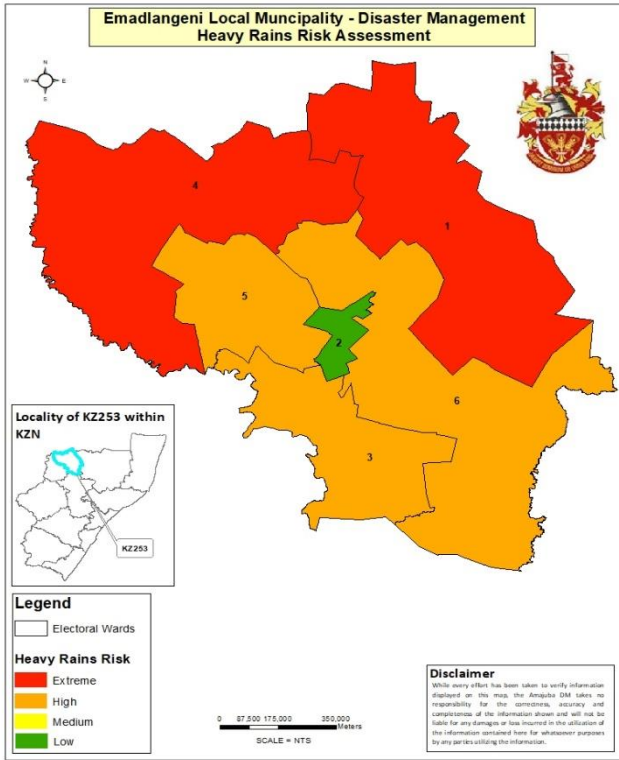 Emadlangeni Local Muncipality - Disaster Management
Heavy Rains Risk Assessment
N
W
E
S
4
1
5
2
6
3
Locality of KZ253 within
KZN
KZ253
Legend
Electoral Wards
Heavy Rains Risk
Extreme
High
Medium
Low
0 87,500 175,000 350,000
Meters
SCALE = NTS
Disclaimer
While every effort has been taken to verify information
displayed on this map, the Amajuba DM takes no
responsibility for the correctness, accuracy and
completeness of the information shown and will not be
liable for any damages or loss incurred in the utilization of
the information contained here for whatsoever purposes
by any parties utilizing the information.